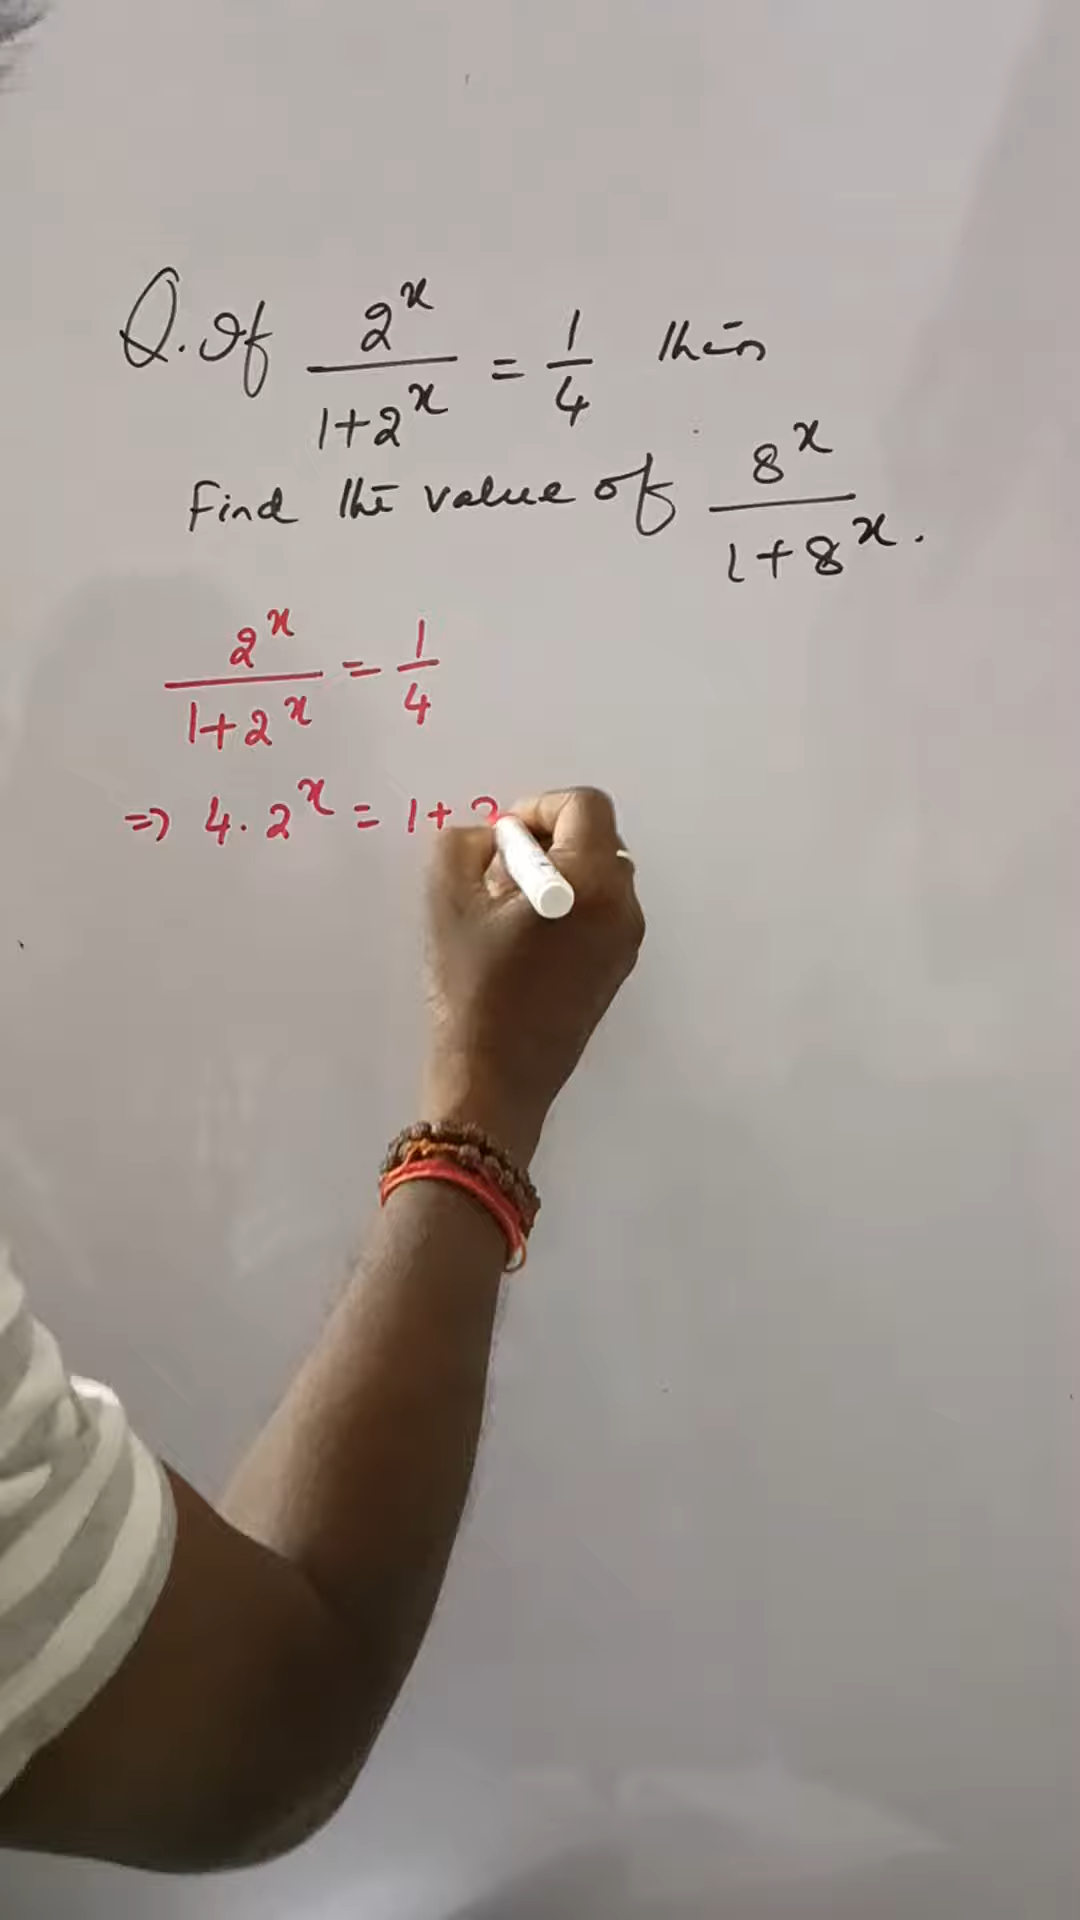 Q. If 2^x / 1+2^x = 1/4 then
Find the value of 8^x / 1+8^x.
2^x / 1+2^x = 1/4
=> 4.2^x = 1+2